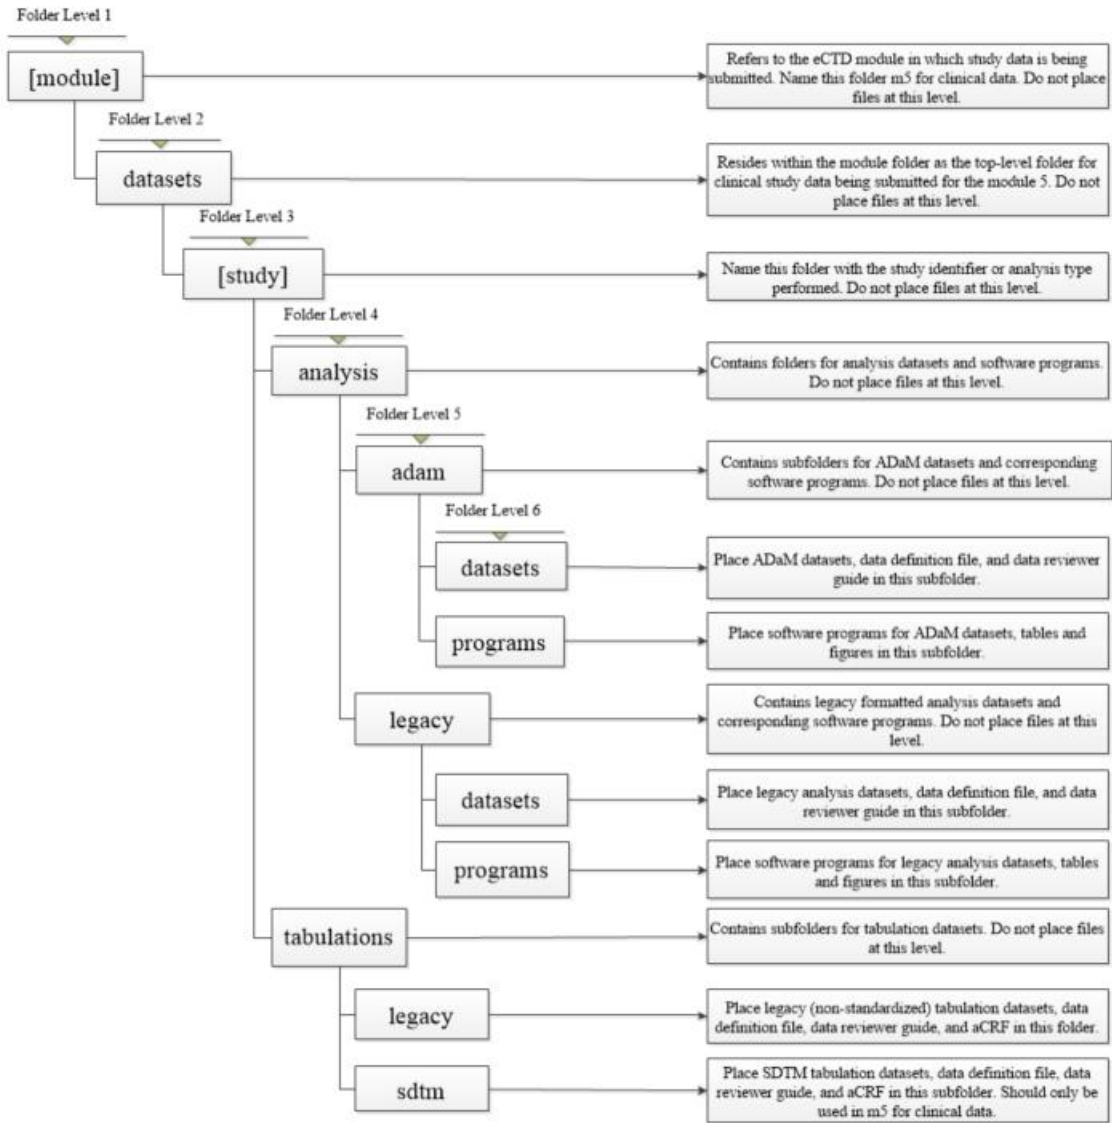 Folder Level 1
[module]
Refers to the eCTD module in which study data is being
submitted. Name this folder m5 for clinical data. Do not place
files at this level.
Folder Level 2
datasets
Resides within the module folder as the top-level folder for
clinical study data being submitted for the module 5. Do not
place files at this level.
Folder Level 3
[study]
Name this folder with the study identifier or analysis type
performed. Do not place files at this level.
Folder Level 4
analysis
Contains folders for analysis datasets and software programs.
Do not place files at this level.
Folder Level 5
adam
Contains subfolders for ADaM datasets and corresponding
software programs. Do not place files at this level.
Folder Level 6
datasets
Place ADaM datasets, data definition file, and data reviewer
guide in this subfolder.
programs
Place software programs for ADaM datasets, tables and
figures in this subfolder.
legacy
Contains legacy formatted analysis datasets and
corresponding software programs. Do not place files at this
level.
datasets
Place legacy analysis datasets, data definition file, and data
reviewer guide in this subfolder.
programs
Place software programs for legacy analysis datasets, tables
and figures in this subfolder.
tabulations
Contains subfolders for tabulation datasets. Do not place files
at this level.
legacy
Place legacy (non-standardized) tabulation datasets, data
definition file, data reviewer guide, and aCRF in this folder.
sdtm
Place SDTM tabulation datasets, data definition file, data
reviewer guide, and aCRF in this subfolder. Should only be
used in m5 for clinical data.